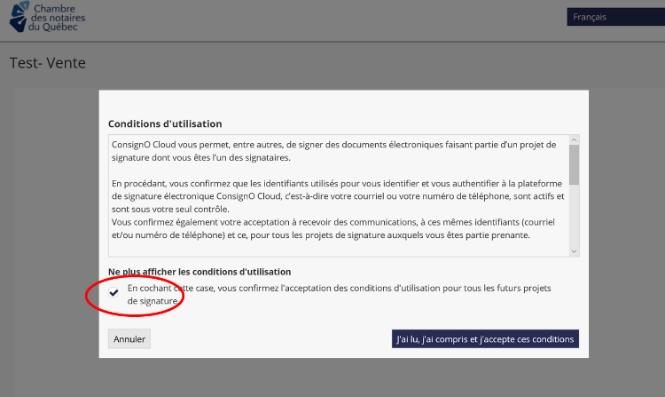 Chambre
des notaires
du Québec
Français
Test- Vente
Conditions d'utilisation
ConsignO Cloud vous permet, entre autres, de signer des documents électroniques faisant partie d'un projet de
signature dont vous êtes l'un des signataires.
En procédant, vous confirmez que les identifiants utilisés pour vous identifier et vous authentifier à la plateforme
de signature électronique ConsignO Cloud, c'est-à-dire votre courriel ou votre numéro de téléphone, sont actifs et
sont sous votre seul contrôle.
Vous confirmez également votre acceptation à recevoir des communications, à ces mêmes identifiants (courriel
et/ou numéro de téléphone) et ce, pour tous les projets de signature auxquels vous êtes partie prenante.
Ne plus afficher les conditions d'utilisation
En cochant cette case, vous confirmez l'acceptation des conditions d'utilisation pour tous les futurs projets
de signature.
Annuler
J'ai lu, j'ai compris et j'accepte ces conditions